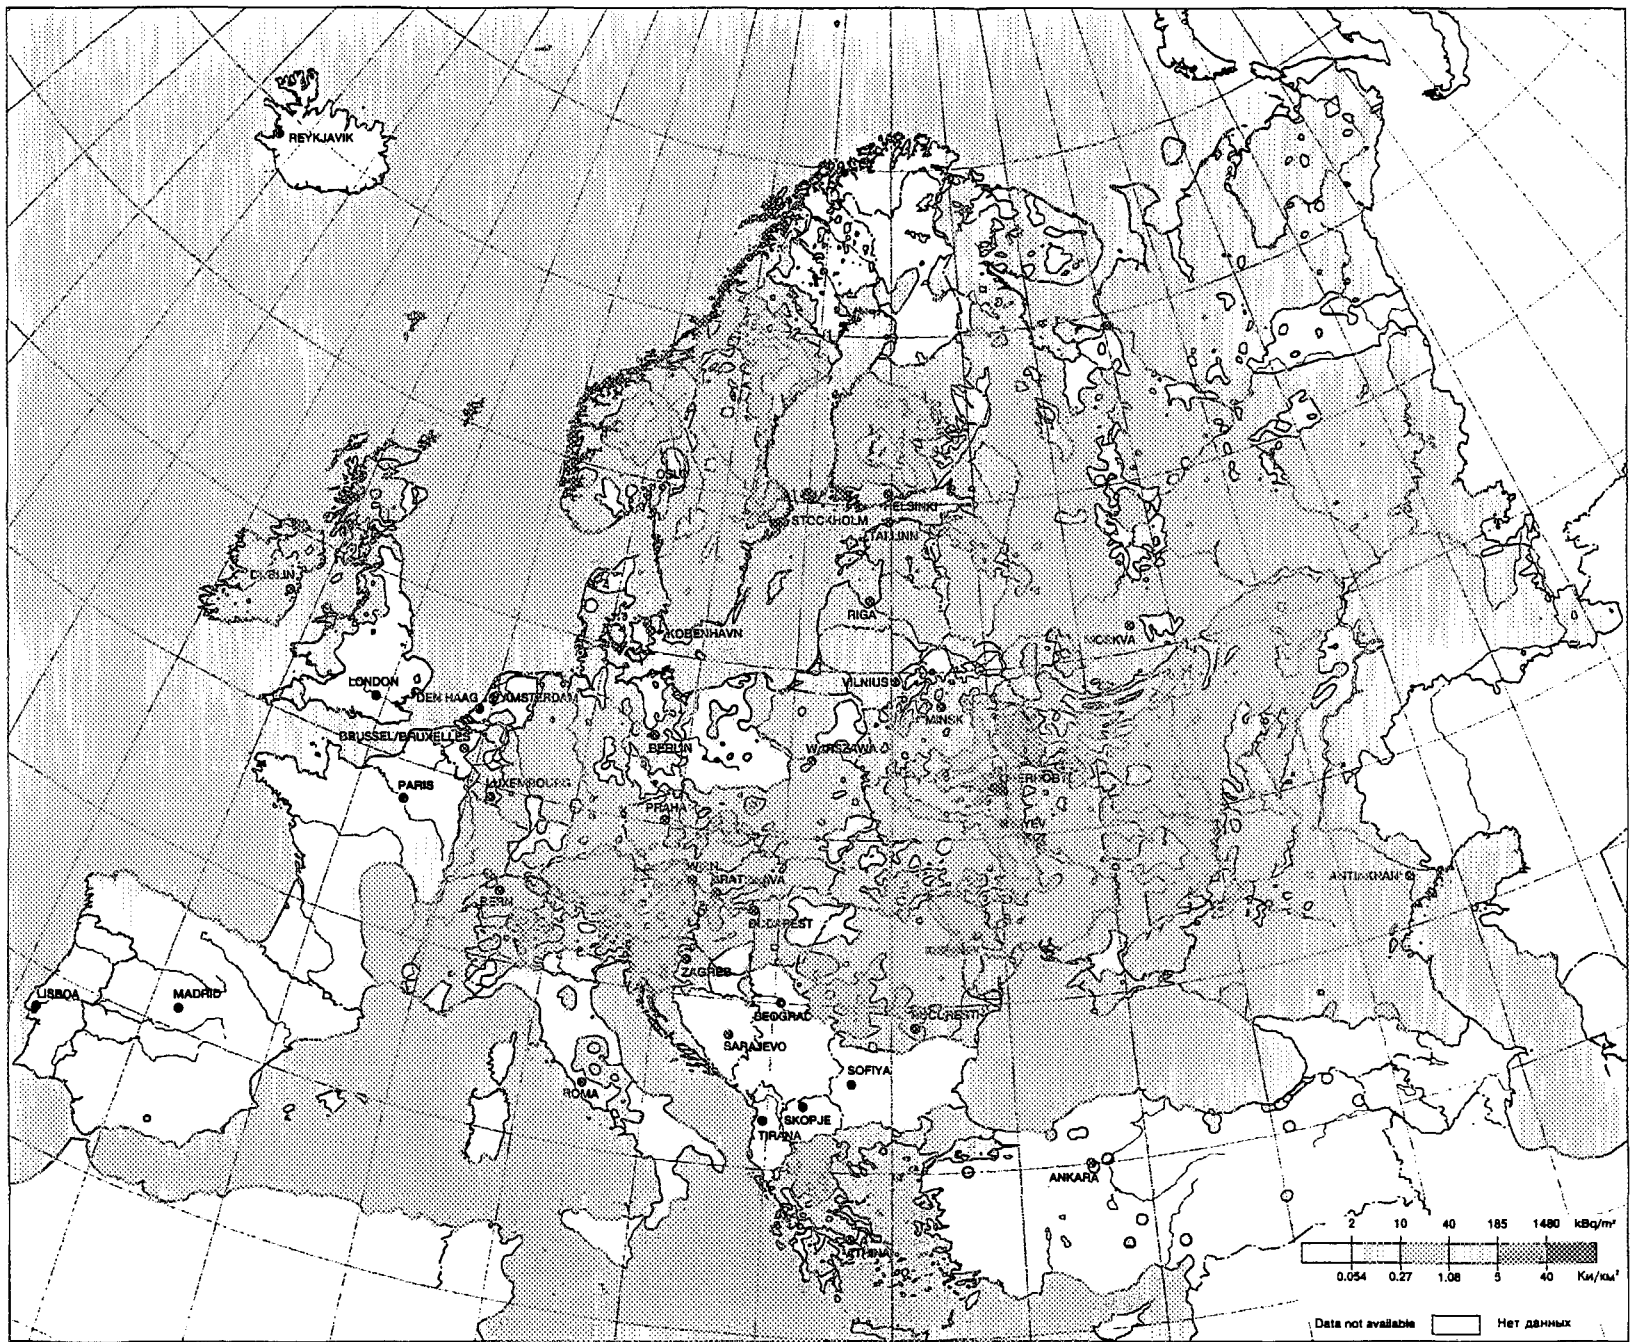 REYKJAVIK
OSLO
STOCKHOLM
HELSINKI
TALLINN
DUBLIN
RIGA
KOBENHAVN
MOSKVA
LONDON
DEN HAAG
AMSTERDAM
VILNIUS
MINSK
BRUSSEL/BRUXELLES
BERLIN
WARSZAWA
PARIS
LUXEMBOURG
PRAHA
BERN
BUDAPEST
ZAGREB
LISBOA
MADRID
BEOGRAD
SARAJEVO
SOFIYA
ROMA
SKOPJE
TIRANA
ANKARA
ATHINAI
2 10 40 185 1480 kBq/m²
0.054 0.27 1.08 5 40 Ки/км²
Data not available Нет данных